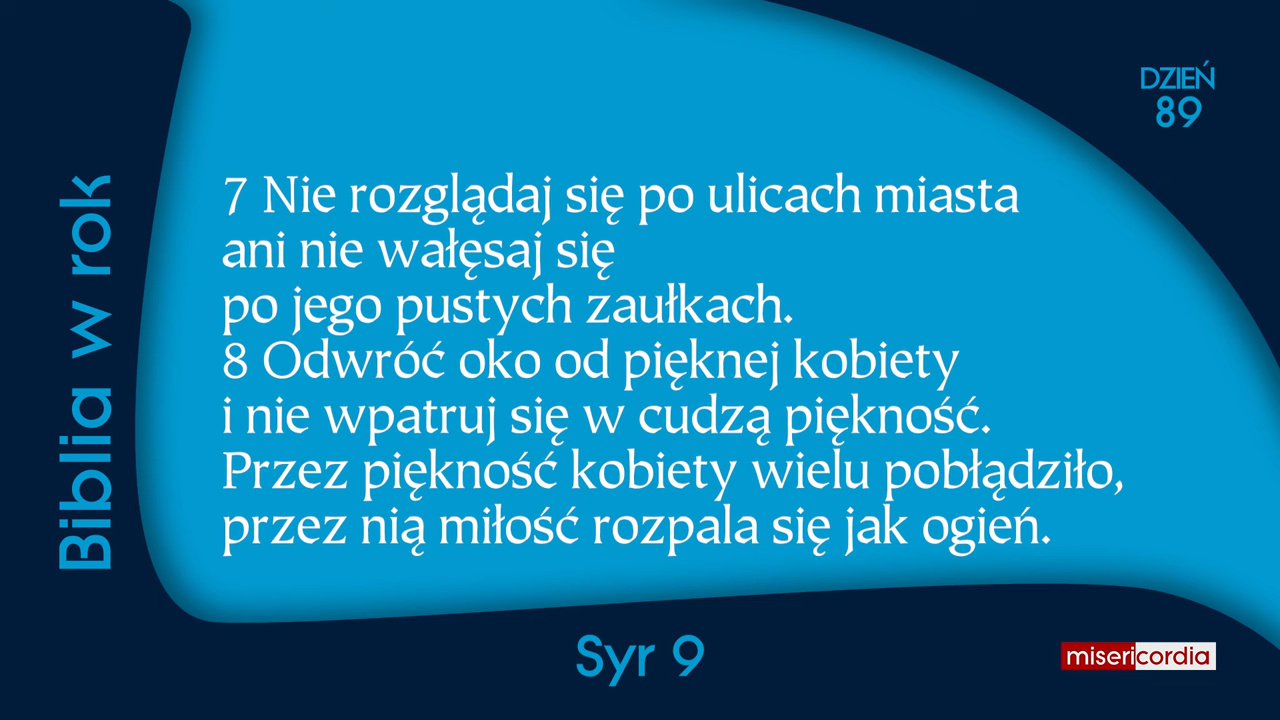 DZIEŃ
89
Biblia w rok
7 Nie rozglądaj się po ulicach miasta
ani nie wałęsaj się
po jego pustych zaułkach.
8 Odwróć oko od pięknej kobiety
i nie wpatruj się w cudzą piękność.
Przez piękność kobiety wielu pobłądziło,
przez nią miłość rozpala się jak ogień.
Syr 9
misericordia